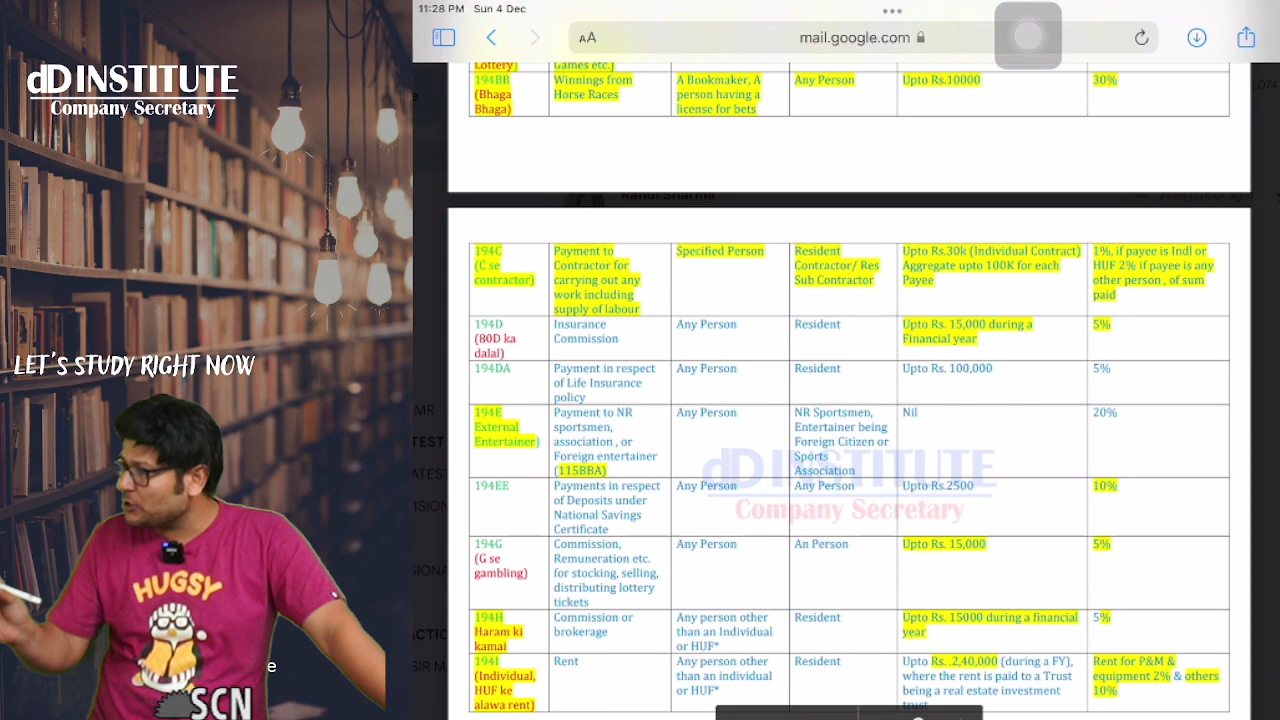 11:28 PM Sun 4 Dec
AA
mail.google.com
dD INSTITUTE
Company Secretary
LET'S STUDY RIGHT NOW
HUGSY
SCN
Lottery)
Games etc.)
194BB
(Bhaga
Bhaga)
Winnings from
Horse Races
A Bookmaker, A
person having a
license for bets
Any Person
Upto Rs.10000
30%
194C
(C se
contractor)
Payment to
Contractor for
carrying out any
work including
supply of labour
Specified Person
Resident
Contractor/ Res
Sub Contractor
Upto Rs.30k (Individual Contract)
Aggregate upto 100K for each
Payee
1%, if payee is Indl or
HUF 2% if payee is any
other person , of sum
paid
194D
(80D ka
dalal)
Insurance
Commission
Any Person
Resident
Upto Rs. 15,000 during a
Financial year
5%
194DA
Payment in respect
of Life Insurance
policy
Any Person
Resident
Upto Rs. 100,000
5%
194E
External
Entertainer)
Payment to NR
sportsmen,
association , or
Foreign entertainer
(115BBA)
Any Person
NR Sportsmen,
Entertainer being
Foreign Citizen or
Sports
Association
Nil
20%
194EE
Payments in respect
of Deposits under
National Savings
Certificate
Any Person
Any Person
Upto Rs.2500
10%
194G
(G se
gambling)
Commission,
Remuneration etc.
for stocking, selling,
distributing lottery
tickets
Any Person
An Person
Upto Rs. 15,000
5%
194H
Haram ki
kamai
Commission or
brokerage
Any person other
than an Individual
or HUF*
Resident
Upto Rs. 15000 during a financial
year
5%
194I
(Individual,
HUF ke
alawa rent)
Rent
Any person other
than an individual
or HUF*
Resident
Upto Rs. .2,40,000 (during a FY),
where the rent is paid to a Trust
being a real estate investment
trust
Rent for P&M &
equipment 2% & others
10%
dD INSTITUTE
Company Secretary